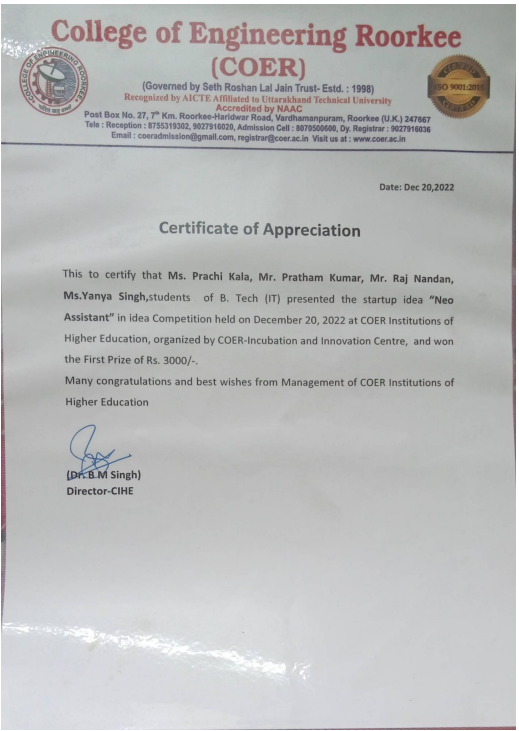 College of Engineering Roorkee
(COER)
(Governed by Seth Roshan Lal Jain Trust- Estd. : 1998)
Recognized by AICTE Affiliated to Uttarakhand Technical University
Accredited by NAAC
Post Box No. 27, 7th Km. Roorkee-Haridwar Road, Vardhamanpuram, Roorkee (U.K.) 247667
Tele : Reception : 8755319302, 9027916020, Admission Cell : 8070500600, Dy. Registrar : 9027916036
Email : coeradmission@gmail.com, registrar@coer.ac.in Visit us at : www.coer.ac.in
COLLEGE OF ENGINEERING ROORKEE
CERTIFIED
ISO 9001:2015
CERTIFIED
Date: Dec 20,2022
Certificate of Appreciation
This to certify that Ms. Prachi Kala, Mr. Pratham Kumar, Mr. Raj Nandan,
Ms.Yanya Singh,students of B. Tech (IT) presented the startup idea “Neo
Assistant” in idea Competition held on December 20, 2022 at COER Institutions of
Higher Education, organized by COER-Incubation and Innovation Centre, and won
the First Prize of Rs. 3000/-.
Many congratulations and best wishes from Management of COER Institutions of
Higher Education
(Dr. B.M Singh)
Director-CIHE